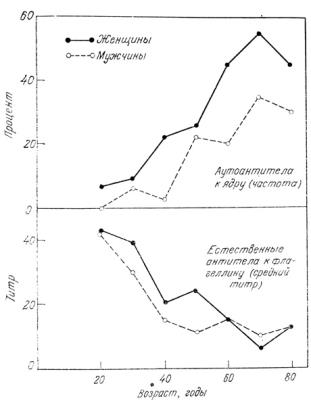 60
Женщины
Мужчины
40
Процент
20
Аутоантитела
к ядру (частота)
0
40
Естественные
антитела к фла-
геллину (средний
титр)
Титр
20
0
20 40 60 80
Возраст, годы